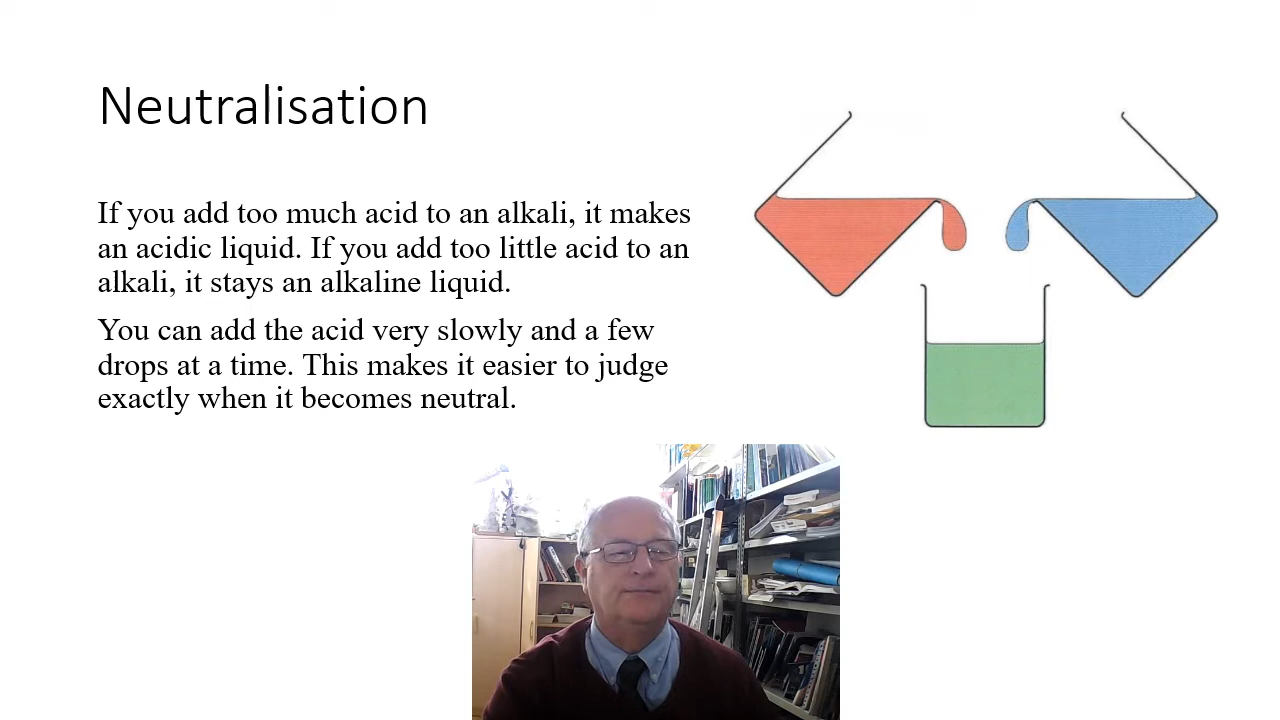 Neutralisation
If you add too much acid to an alkali, it makes
an acidic liquid. If you add too little acid to an
alkali, it stays an alkaline liquid.
You can add the acid very slowly and a few
drops at a time. This makes it easier to judge
exactly when it becomes neutral.